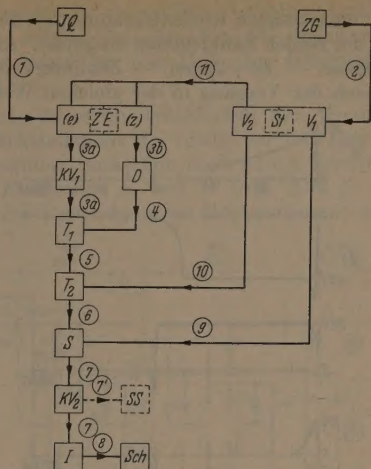 JQ ZG
1 2
11
(e) ZE (z) V₂ St V₁
3a 3b
KV₁ D
3a 4
T₁
5
T₂ 10
6
S 9
7 7'
KV₂ SS
7 8
I Sch